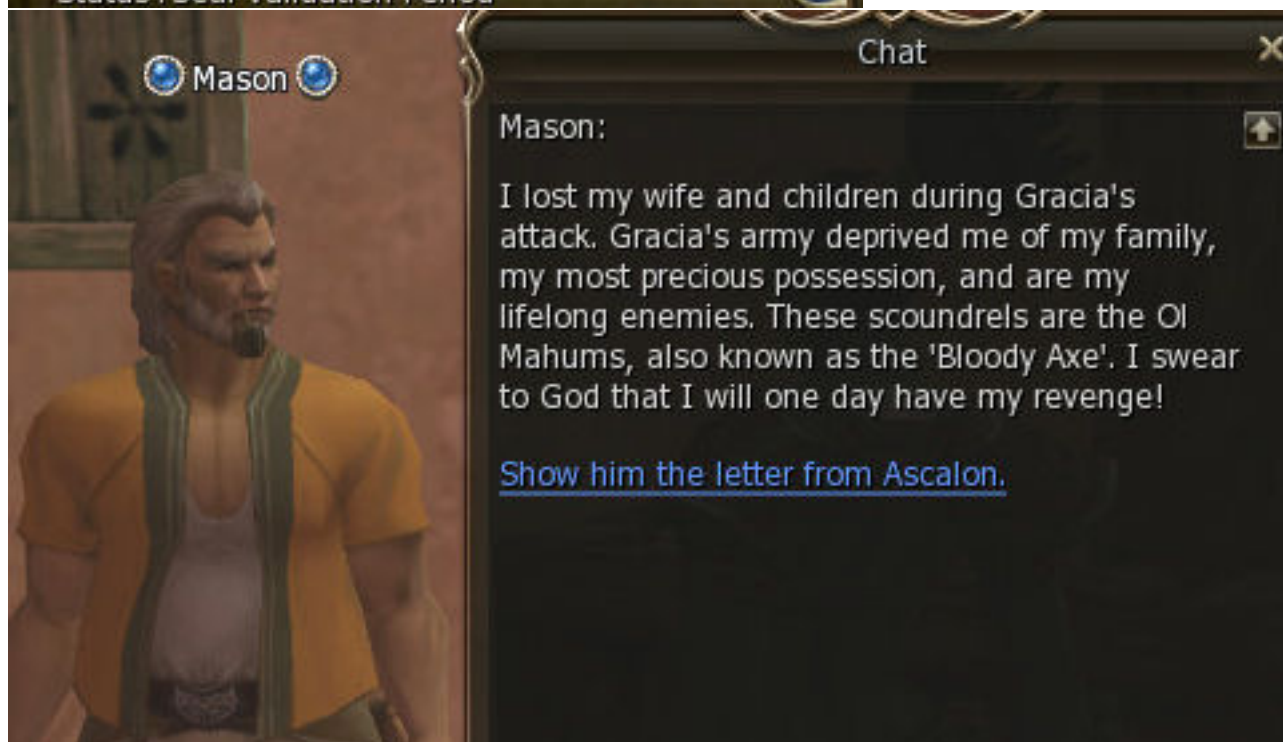 Chat
Mason
Mason:
I lost my wife and children during Gracia's
attack. Gracia's army deprived me of my family,
my most precious possession, and are my
lifelong enemies. These scoundrels are the Ol
Mahums, also known as the 'Bloody Axe'. I swear
to God that I will one day have my revenge!
Show him the letter from Ascalon.